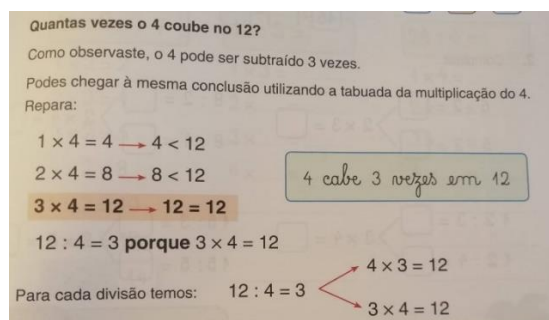 Quantas vezes o 4 coube no 12?
Como observaste, o 4 pode ser subtraído 3 vezes.
Podes chegar à mesma conclusão utilizando a tabuada da multiplicação do 4.
Repara:
1 × 4 = 4 → 4 < 12
2 × 4 = 8 → 8 < 12
3 × 4 = 12 → 12 = 12
4 cabe 3 vezes em 12
12 : 4 = 3 porque 3 × 4 = 12
Para cada divisão temos: 12 : 4 = 3
4 × 3 = 12
3 × 4 = 12